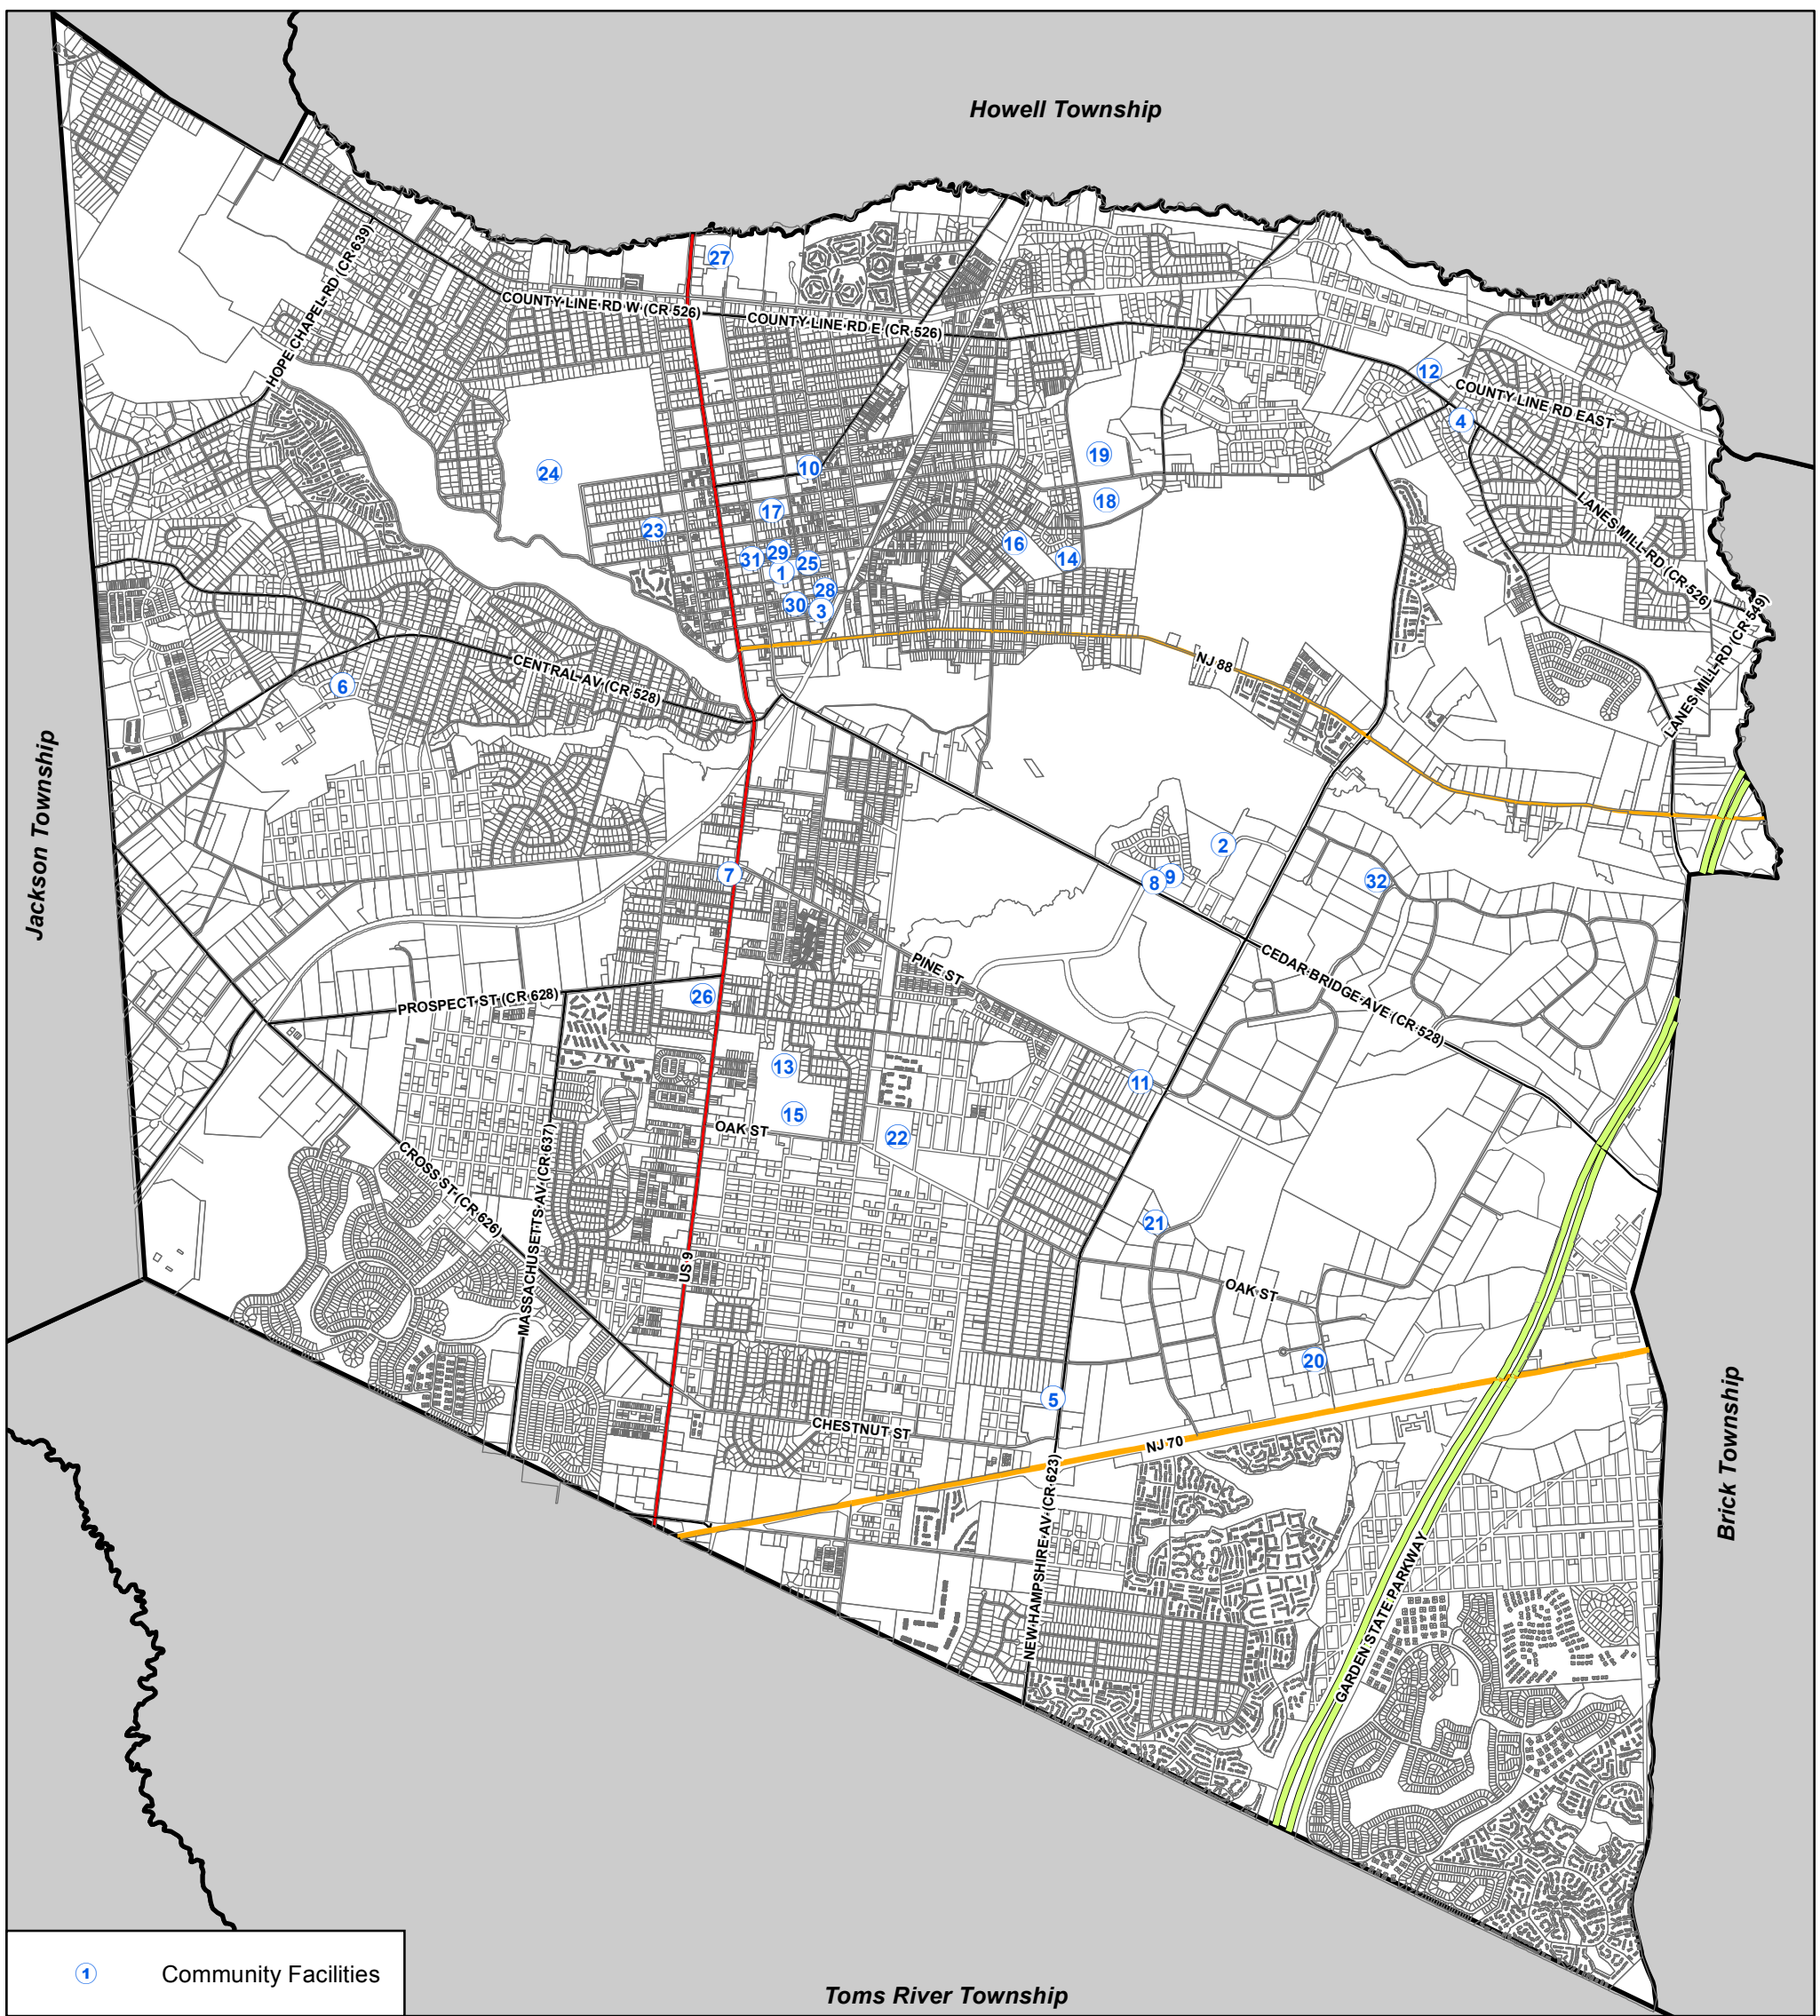 Howell Township
27
HOPE CHAPEL RD (CR 639)
COUNTY LINE RD W (CR 526)
COUNTY LINE RD E (CR 526)
12
COUNTY LINE RD EAST
4
19
10
24
18
LANES MILL RD (CR 526)
17
23
16
29
31
14
25
1
28
30
3
LANES MILL RD (CR 549)
NJ 88
CENTRAL AV (CR 528)
6
Jackson Township
2
7
9
8
32
PINE ST
CEDAR BRIDGE AVE (CR 528)
26
PROSPECT ST (CR 628)
13
11
15
OAK ST
22
CROSS ST (CR 626)
MASSACHUSETTS AV (CR 637)
21
US 9
OAK ST
20
5
CHESTNUT ST
NJ 70
Brick Township
NEW HAMPSHIRE AV (CR 623)
GARDEN STATE PARKWAY
1 Community Facilities
Toms River Township